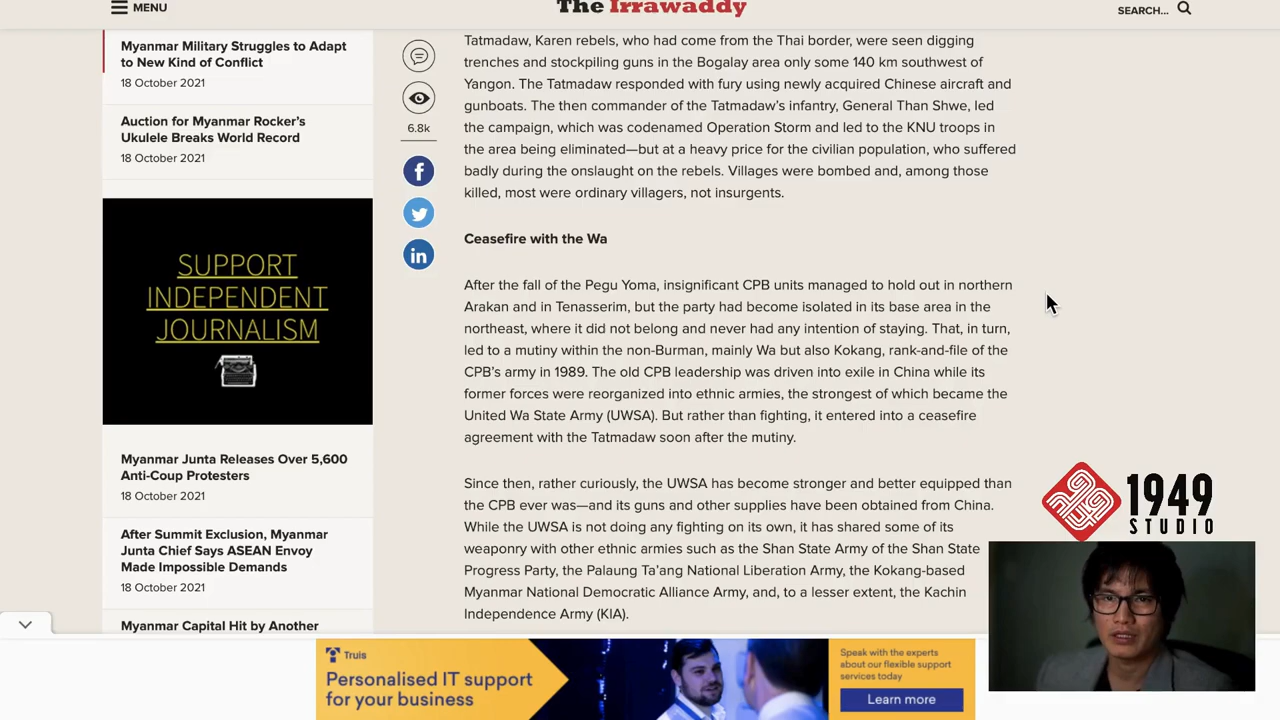 MENU
The Irrawaddy
SEARCH...
Myanmar Military Struggles to Adapt
to New Kind of Conflict
18 October 2021
Auction for Myanmar Rocker's
Ukulele Breaks World Record
18 October 2021
SUPPORT
INDEPENDENT
JOURNALISM
Myanmar Junta Releases Over 5,600
Anti-Coup Protesters
18 October 2021
After Summit Exclusion, Myanmar
Junta Chief Says ASEAN Envoy
Made Impossible Demands
18 October 2021
Myanmar Capital Hit by Another
6.8k
f
in
Tatmadaw, Karen rebels, who had come from the Thai border, were seen digging
trenches and stockpiling guns in the Bogalay area only some 140 km southwest of
Yangon. The Tatmadaw responded with fury using newly acquired Chinese aircraft and
gunboats. The then commander of the Tatmadaw's infantry, General Than Shwe, led
the campaign, which was codenamed Operation Storm and led to the KNU troops in
the area being eliminated—but at a heavy price for the civilian population, who suffered
badly during the onslaught on the rebels. Villages were bombed and, among those
killed, most were ordinary villagers, not insurgents.
Ceasefire with the Wa
After the fall of the Pegu Yoma, insignificant CPB units managed to hold out in northern
Arakan and in Tenasserim, but the party had become isolated in its base area in the
northeast, where it did not belong and never had any intention of staying. That, in turn,
led to a mutiny within the non-Burman, mainly Wa but also Kokang, rank-and-file of the
CPB's army in 1989. The old CPB leadership was driven into exile in China while its
former forces were reorganized into ethnic armies, the strongest of which became the
United Wa State Army (UWSA). But rather than fighting, it entered into a ceasefire
agreement with the Tatmadaw soon after the mutiny.
Since then, rather curiously, the UWSA has become stronger and better equipped than
the CPB ever was—and its guns and other supplies have been obtained from China.
While the UWSA is not doing any fighting on its own, it has shared some of its
weaponry with other ethnic armies such as the Shan State Army of the Shan State
Progress Party, the Palaung Ta'ang National Liberation Army, the Kokang-based
Myanmar National Democratic Alliance Army, and, to a lesser extent, the Kachin
Independence Army (KIA).
1949
STUDIO
Truis
Personalised IT support
for your business
Speak with the experts
about our flexible support
services today
Learn more